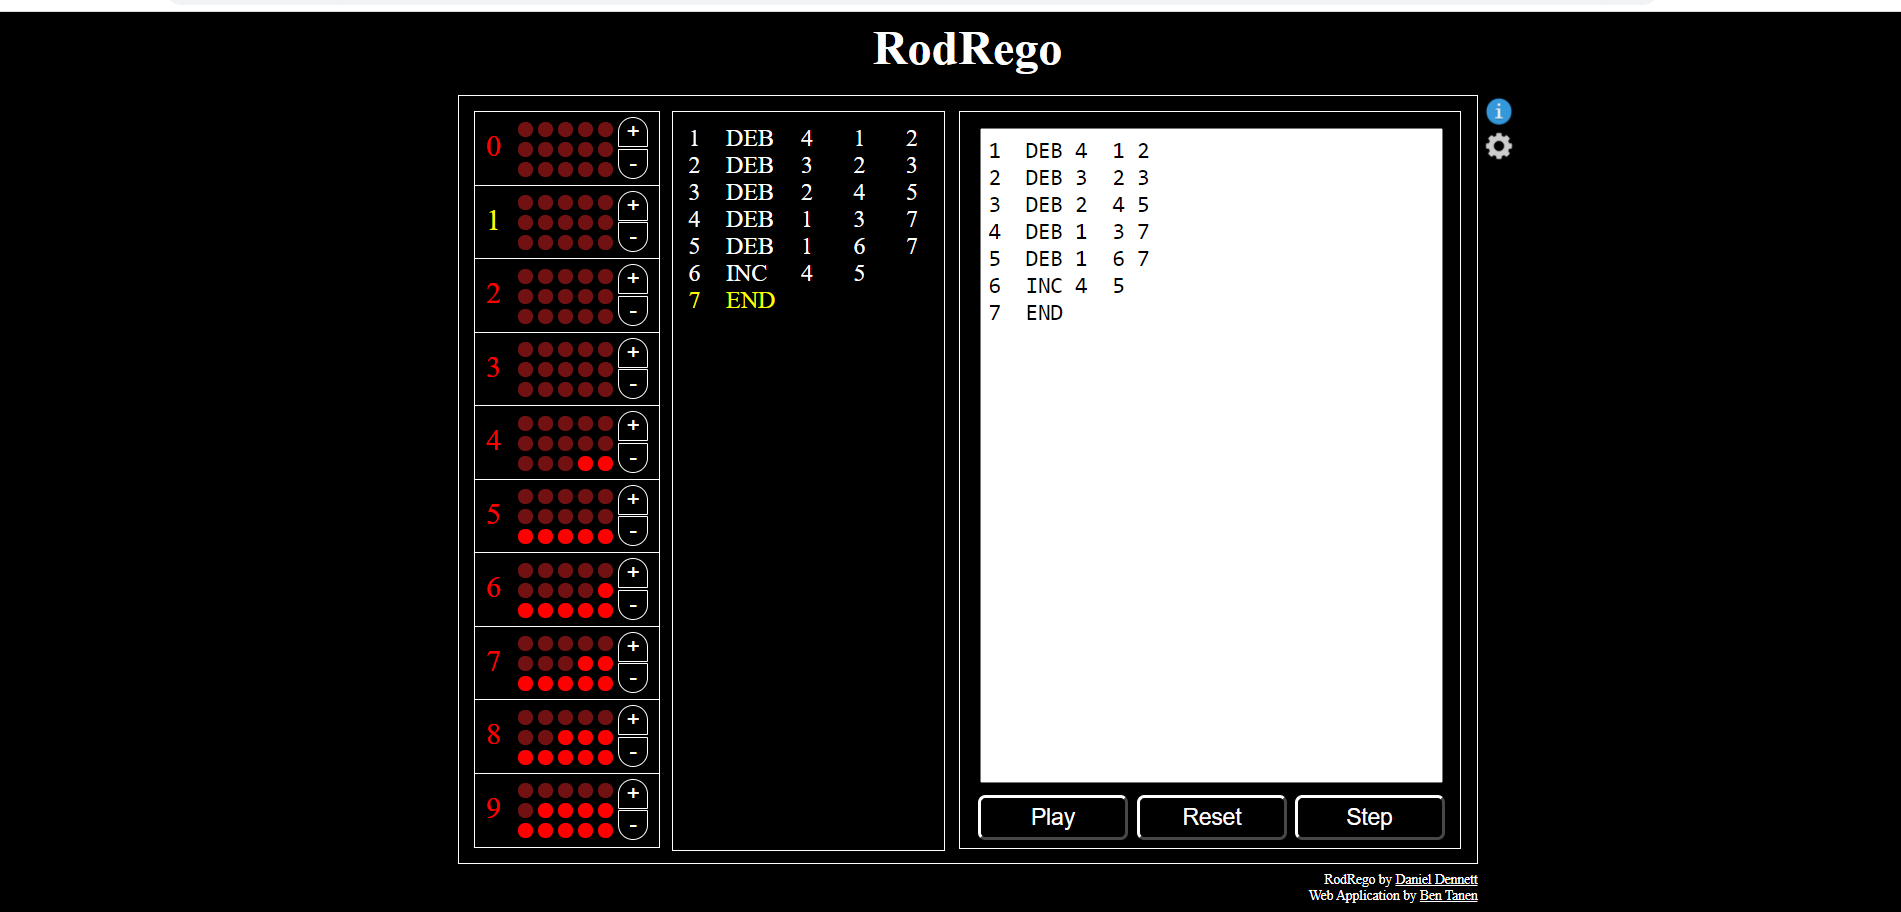 RodRego
0 + -
1 + -
2 + -
3 + -
4 + -
5 + -
6 + -
7 + -
8 + -
9 + -
1 DEB 4 1 2
2 DEB 3 2 3
3 DEB 2 4 5
4 DEB 1 3 7
5 DEB 1 6 7
6 INC 4 5
7 END
1 DEB 4 1 2
2 DEB 3 2 3
3 DEB 2 4 5
4 DEB 1 3 7
5 DEB 1 6 7
6 INC 4 5
7 END
Play Reset Step
i
RodRego by Daniel Dennett
Web Application by Ben Tanen